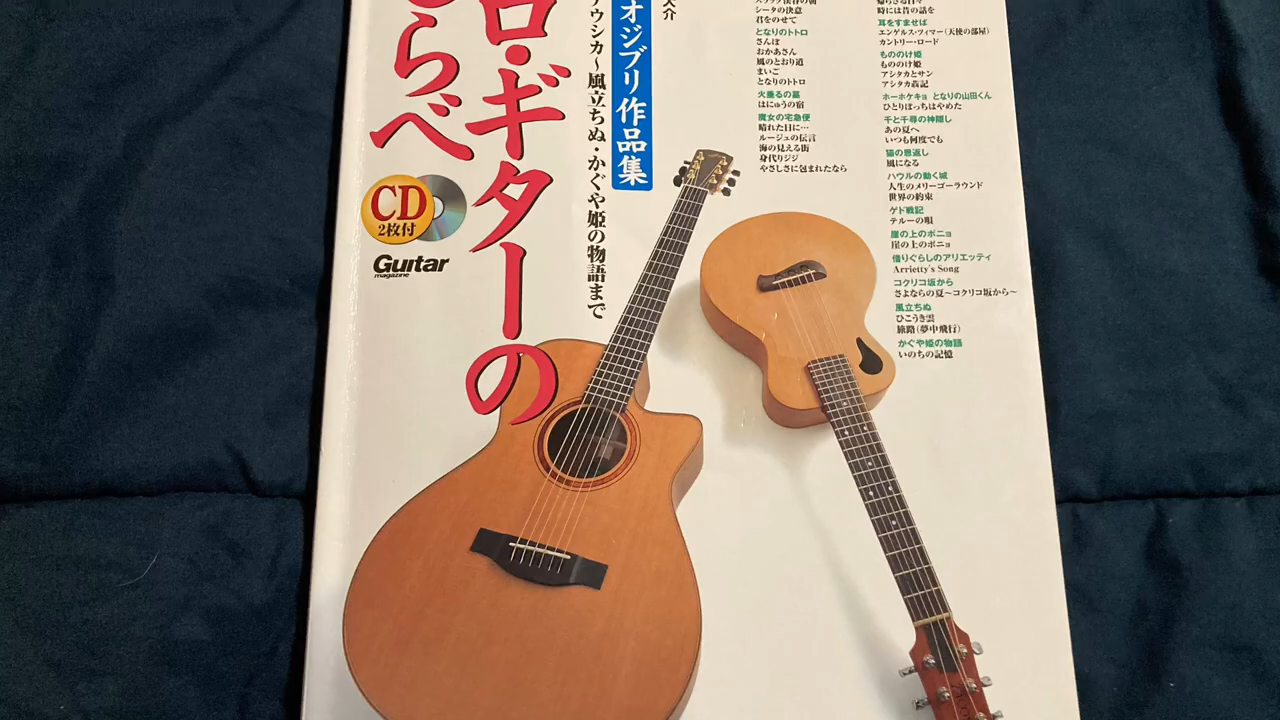 ロ・ギターの
らべ
オジブリ作品集
ウシカ〜風立ちぬ・かぐや姫の物語まで
介
CD
2枚付
Guitar
magazine
シータの決意
君をのせて
となりのトトロ
さんぽ
おかあさん
風のとおり道
まいご
となりのトトロ
火垂るの墓
はにゅうの宿
魔女の宅急便
晴れた日に…
ルージュの伝言
海の見える街
身代りジジ
やさしさに包まれたなら
時には昔の話を
耳をすませば
エンゲルス・ツィマー(天使の部屋)
カントリー・ロード
もののけ姫
もののけ姫
アシタカとサン
アシタカ𦻙記
ホーホケキョ となりの山田くん
ひとりぼっちはやめた
千と千尋の神隠し
あの夏へ
いつも何度でも
猫の恩返し
風になる
ハウルの動く城
人生のメリーゴーラウンド
世界の約束
ゲド戦記
テルーの唄
崖の上のポニョ
崖の上のポニョ
借りぐらしのアリエッティ
Arrietty's Song
コクリコ坂から
さよならの夏〜コクリコ坂から〜
風立ちぬ
ひこうき雲
旅路(夢中飛行)
かぐや姫の物語
いのちの記憶